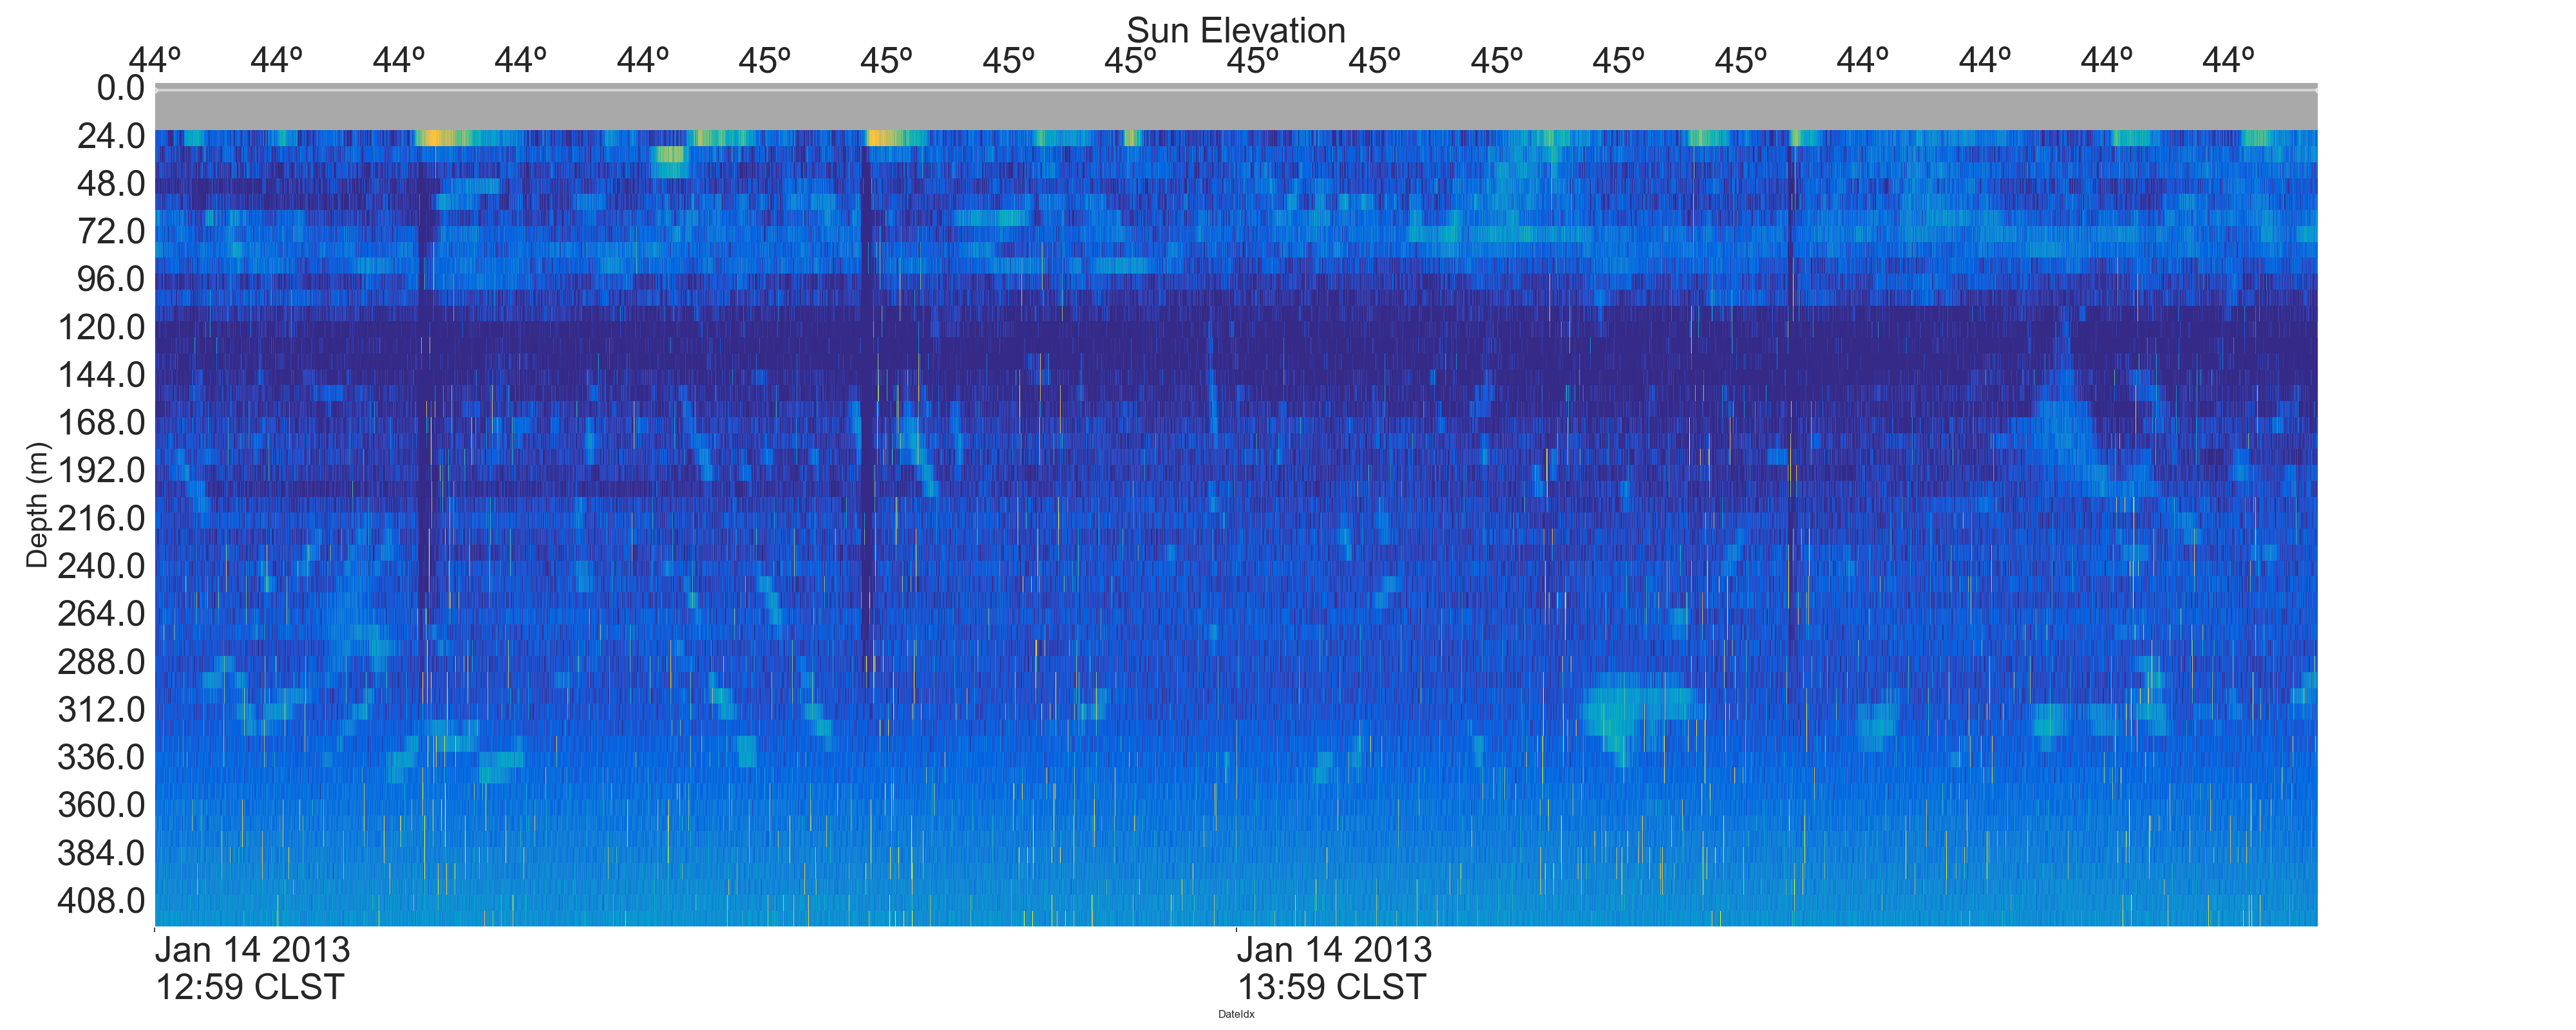 Sun Elevation
44º 44º 44º 44º 44º 45º 45º 45º 45º 45º 45º 45º 45º 45º 44º 44º 44º 44º
0.0
24.0
48.0
72.0
96.0
120.0
144.0
168.0
192.0
216.0
240.0
264.0
288.0
312.0
336.0
360.0
384.0
408.0
Depth (m)
Jan 14 2013
12:59 CLST
Jan 14 2013
13:59 CLST
DateIdx